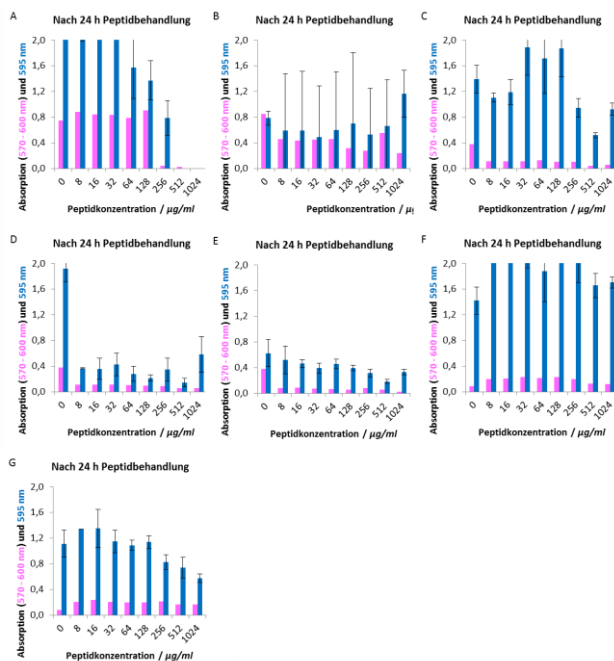 A
Nach 24 h Peptidbehandlung
Absorption (570 - 600 nm) und 595 nm
2,0
1,6
1,2
0,8
0,4
0,0
0 8 16 32 64 128 256 512 1024
Peptidkonzentration / µg/ml
B
Nach 24 h Peptidbehandlung
Absorption (570 - 600 nm) und 595 nm
2,0
1,6
1,2
0,8
0,4
0,0
0 8 16 32 64 128 256 512 1024
Peptidkonzentration / µg
C
Nach 24 h Peptidbehandlung
Absorption (570 - 600 nm) und 595 nm
2,0
1,6
1,2
0,8
0,4
0,0
0 8 16 32 64 128 256 512 1024
Peptidkonzentration / µg/ml
D
Nach 24 h Peptidbehandlung
Absorption (570 - 600 nm) und 595 nm
2,0
1,6
1,2
0,8
0,4
0,0
0 8 16 32 64 128 256 512 1024
Peptidkonzentration / µg/ml
E
Nach 24 h Peptidbehandlung
Absorption (570 - 600 nm) und 595 nm
2,0
1,6
1,2
0,8
0,4
0,0
0 8 16 32 64 128 256 512 1024
Peptidkonzentration / µg/ml
F
Nach 24 h Peptidbehandlung
Absorption (570 - 600 nm) und 595 nm
2,0
1,6
1,2
0,8
0,4
0,0
0 8 16 32 64 128 256 512 1024
Peptidkonzentration / µg/ml
G
Nach 24 h Peptidbehandlung
Absorption (570 - 600 nm) und 595 nm
2,0
1,6
1,2
0,8
0,4
0,0
0 8 16 32 64 128 256 512 1024
Peptidkonzentration / µg/ml